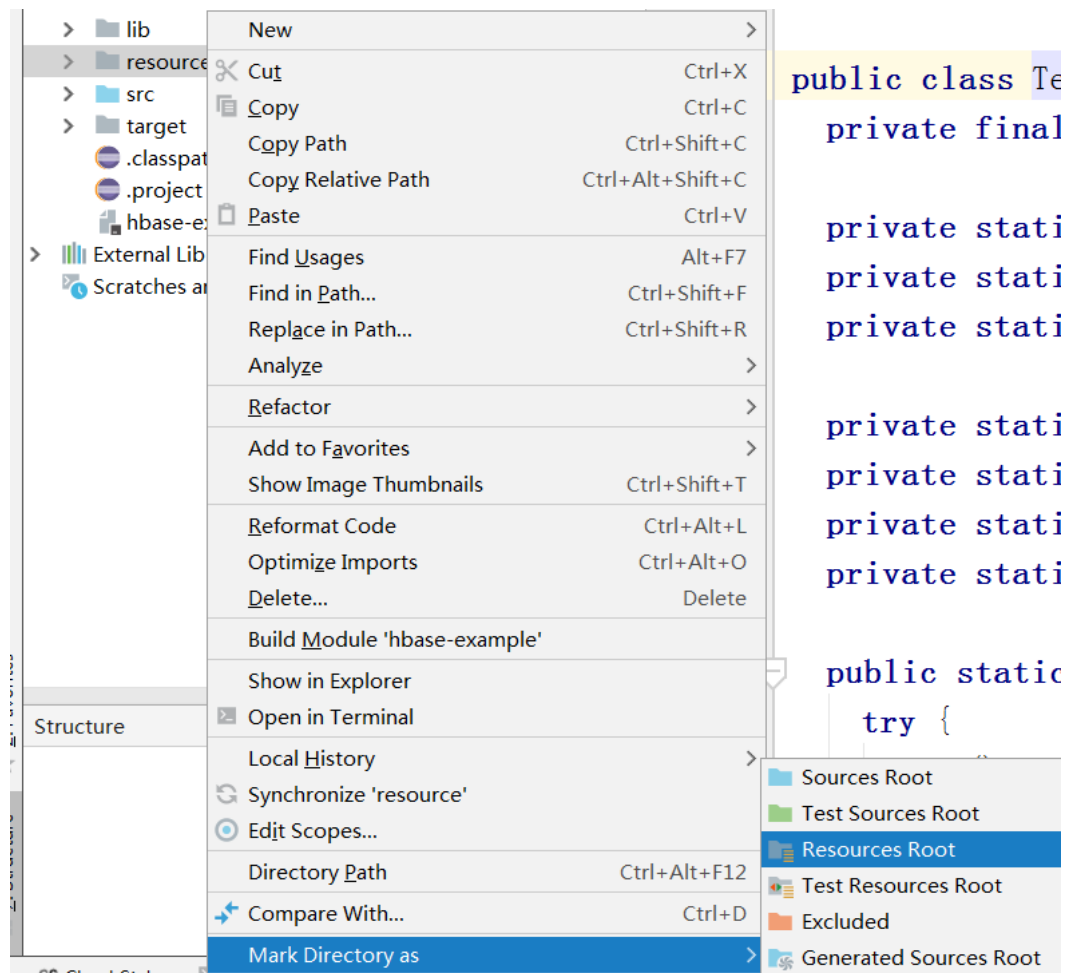 lib
resource
src
target
.classpat
.project
hbase-e
External Lib
Scratches a
Structure
New
Cut Ctrl+X
Copy Ctrl+C
Copy Path Ctrl+Shift+C
Copy Relative Path Ctrl+Alt+Shift+C
Paste Ctrl+V
Find Usages Alt+F7
Find in Path... Ctrl+Shift+F
Replace in Path... Ctrl+Shift+R
Analyze
Refactor
Add to Favorites
Show Image Thumbnails Ctrl+Shift+T
Reformat Code Ctrl+Alt+L
Optimize Imports Ctrl+Alt+O
Delete... Delete
Build Module 'hbase-example'
Show in Explorer
Open in Terminal
Local History
Synchronize 'resource'
Edit Scopes...
Directory Path Ctrl+Alt+F12
Compare With... Ctrl+D
Mark Directory as
Sources Root
Test Sources Root
Resources Root
Test Resources Root
Excluded
Generated Sources Root
public class Te
private final
private stati
private stati
private stati
private stati
private stati
private stati
private stati
public static
try {